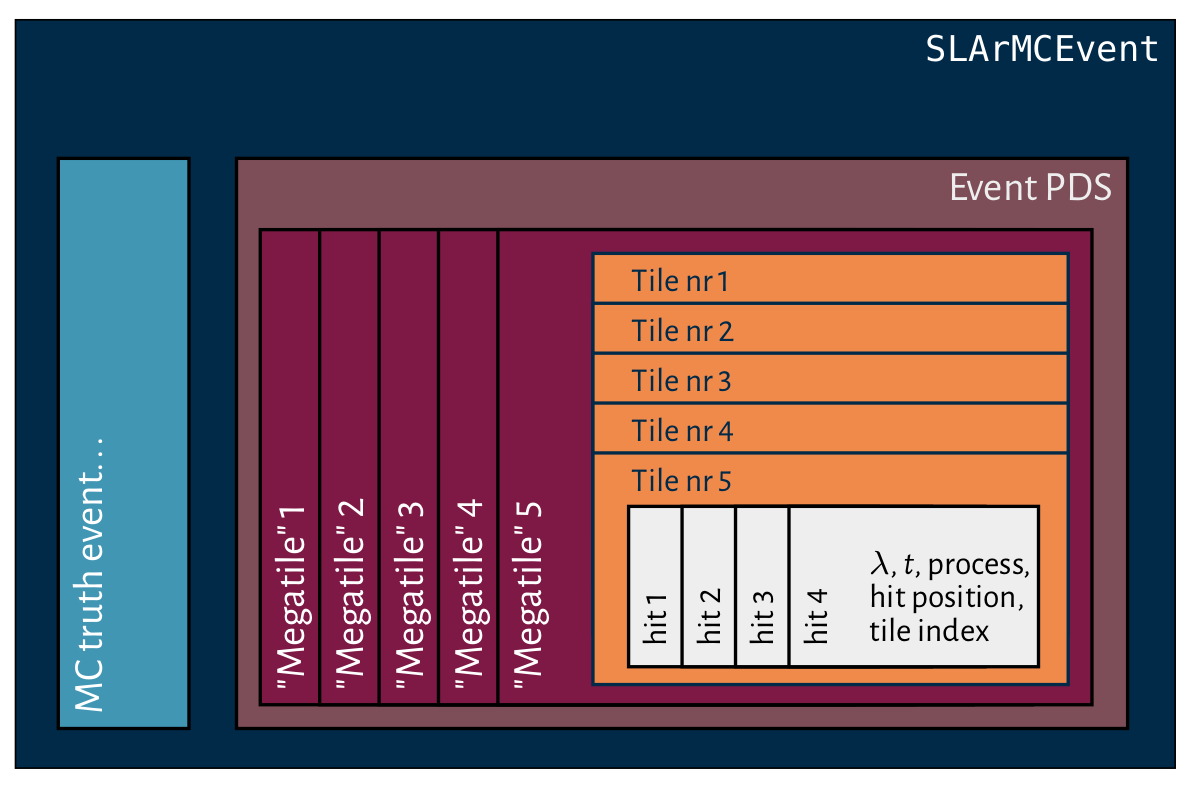 SLArMCEvent
MC truth event...
Event PDS
"Megatile" 1
"Megatile" 2
"Megatile" 3
"Megatile" 4
"Megatile" 5
Tile nr 1
Tile nr 2
Tile nr 3
Tile nr 4
Tile nr 5
hit 1
hit 2
hit 3
hit 4
λ, t, process,
hit position,
tile index